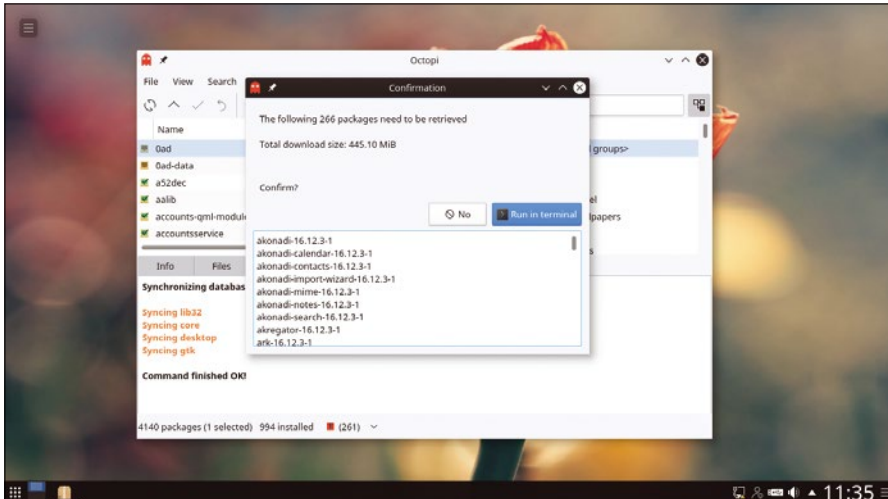 Octopi
File View Search
Confirmation
The following 266 packages need to be retrieved
Total download size: 445.10 MiB
Confirm?
No Run in terminal
akonadi-16.12.3-1
akonadi-calendar-16.12.3-1
akonadi-contacts-16.12.3-1
akonadi-import-wizard-16.12.3-1
akonadi-mime-16.12.3-1
akonadi-notes-16.12.3-1
akonadi-search-16.12.3-1
akregator-16.12.3-1
ark-16.12.3-1
Name
0ad
groups>
0ad-data
a52dec
aalib
el
accounts-qml-module
lpapers
accountsservice
s
Info Files
Synchronizing databas
Syncing lib32
Syncing core
Syncing desktop
Syncing gtk
Command finished OK!
4140 packages (1 selected) 994 installed (261)
11:35